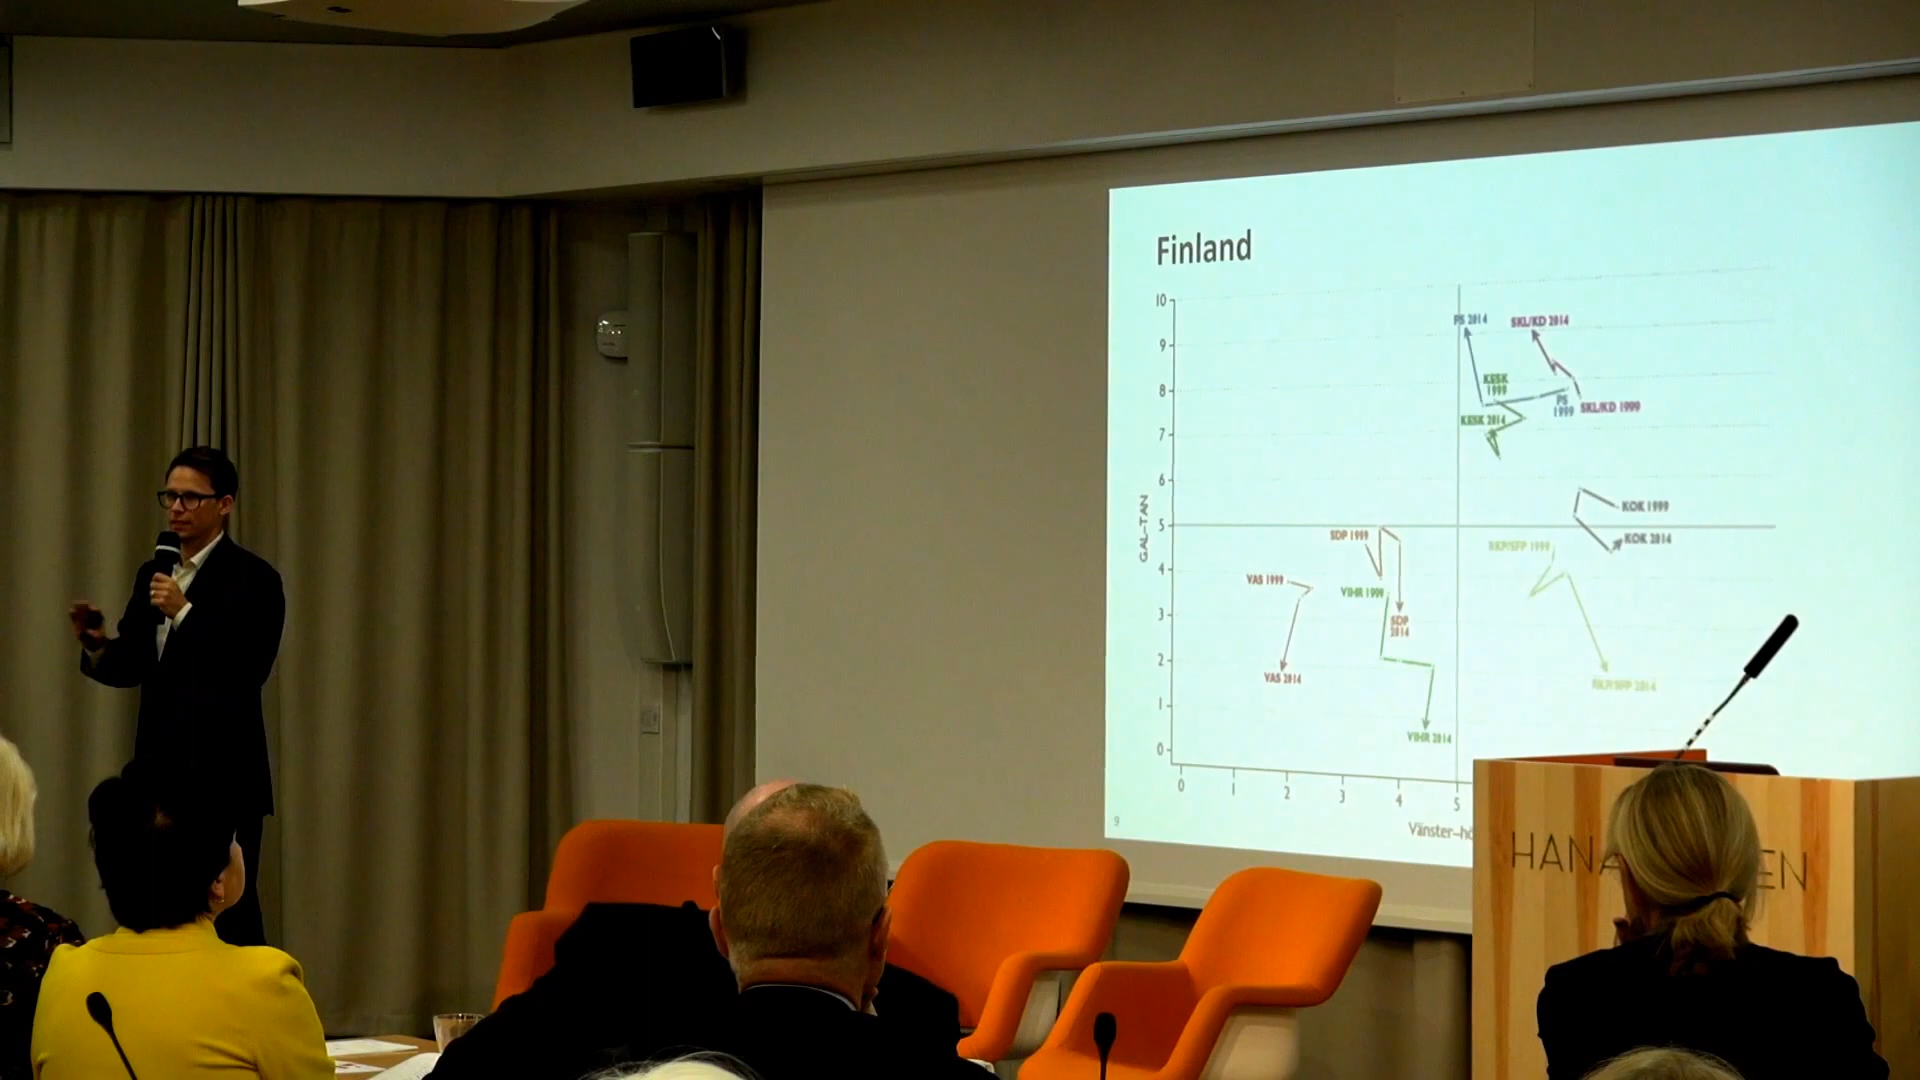 Finland
10
PS 2014
SKL/KD 2014
9
KESK
1999
8
PS
1999
SKL/KD 1999
KESK 2014
7
6
KOK 1999
GAL–TAN
5
SDP 1999
KOK 2014
RKP/SFP 1999
4
VAS 1999
VIHR 1999
3
SDP
2014
2
VAS 2014
RKP/SFP 2014
1
VIHR 2014
0
0 1 2 3 4 5
9
Vänster–hö
HANA
EN